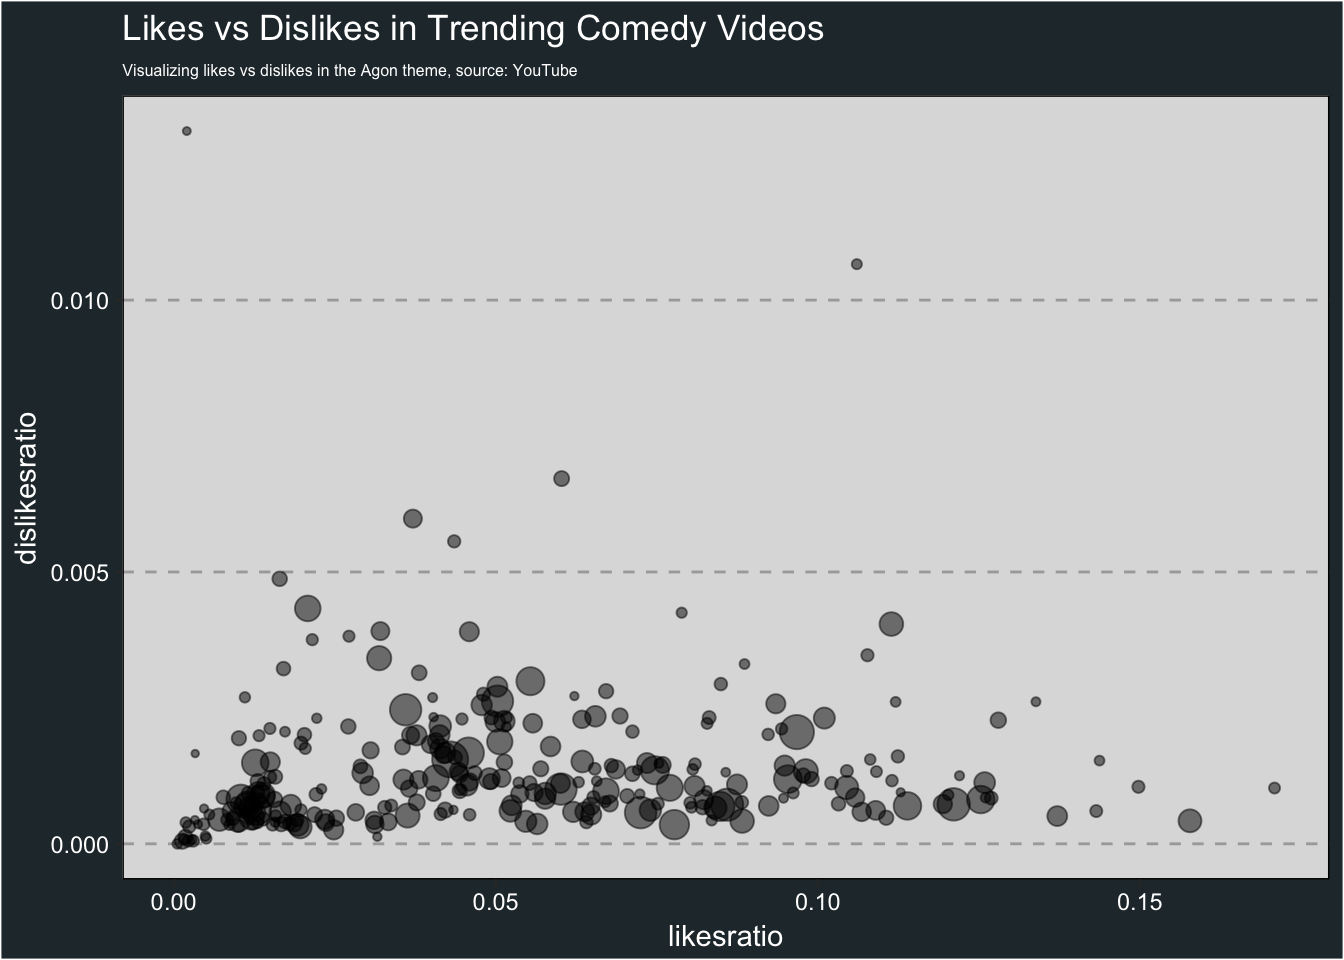 Likes vs Dislikes in Trending Comedy Videos
Visualizing likes vs dislikes in the Agon theme, source: YouTube
dislikesratio
0.010
0.005
0.000
0.00 0.05 0.10 0.15
likesratio